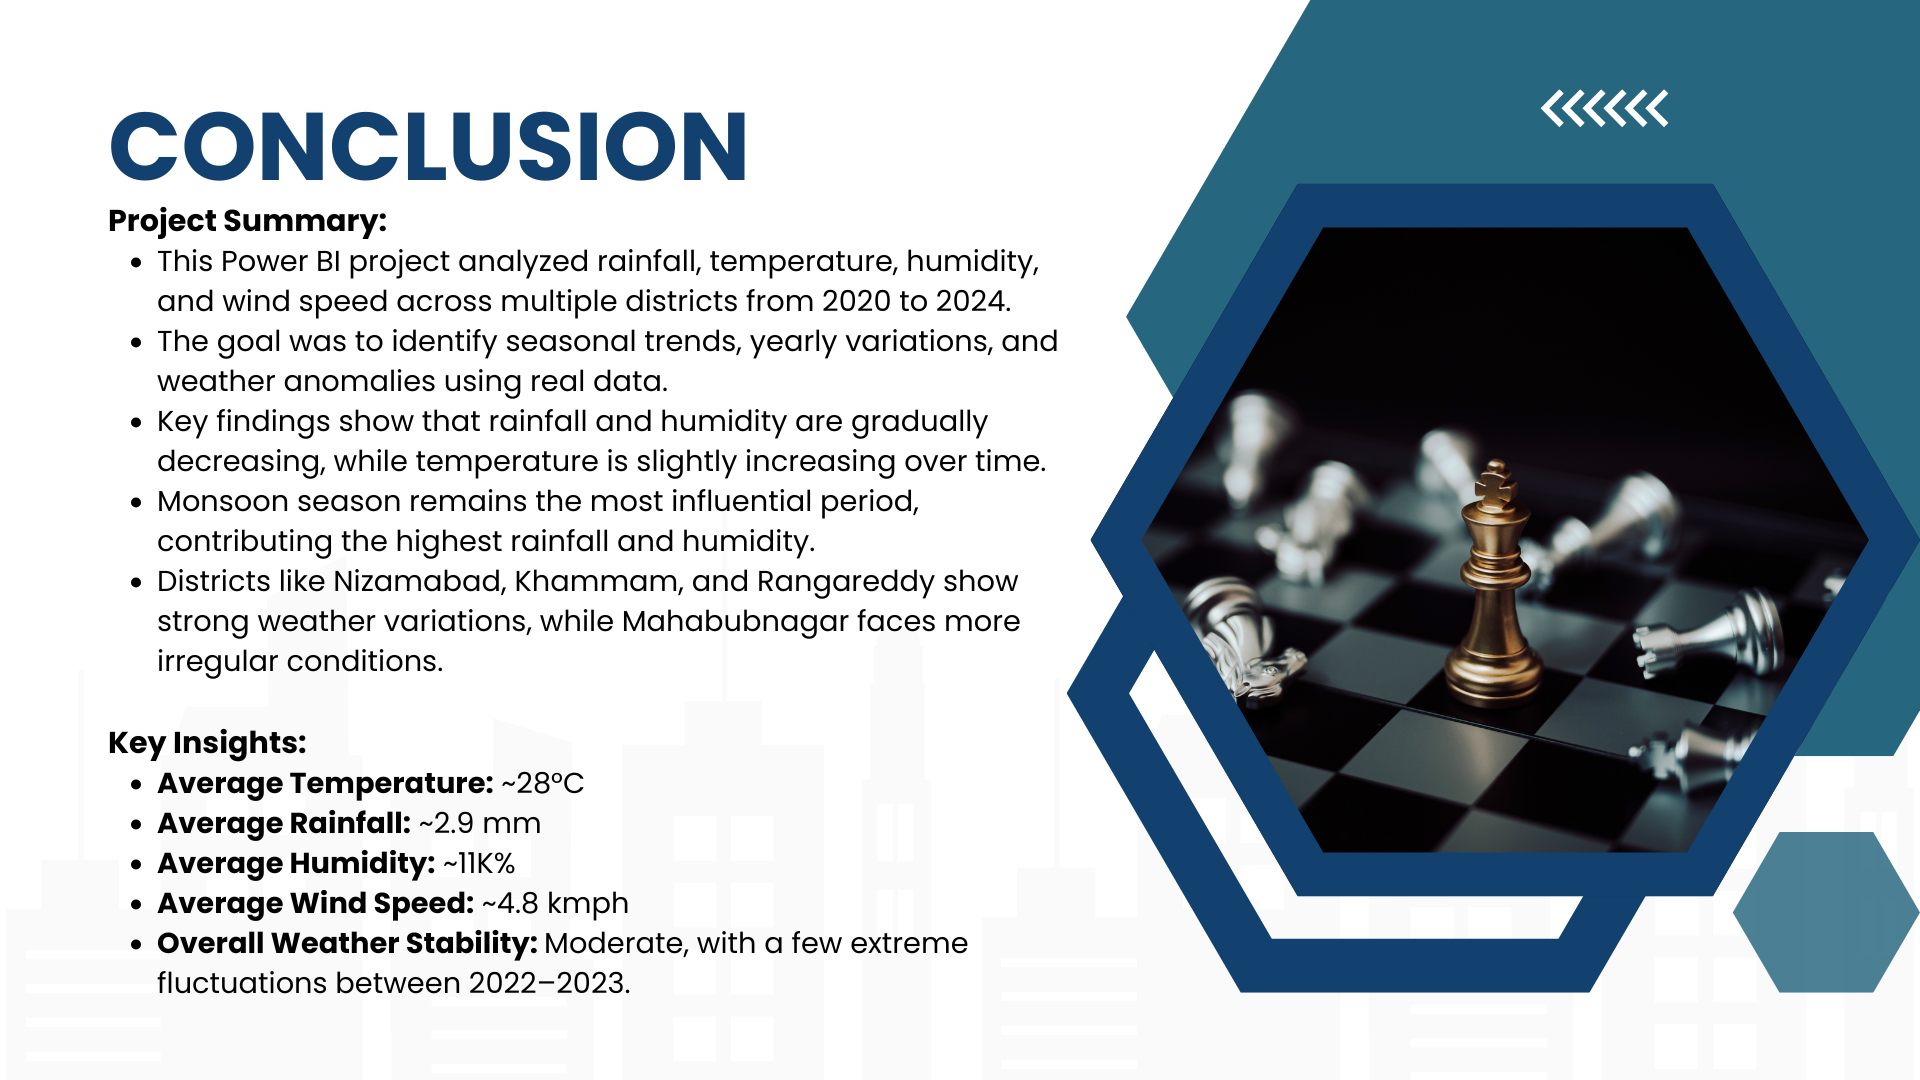 CONCLUSION
Project Summary:
• This Power BI project analyzed rainfall, temperature, humidity,
and wind speed across multiple districts from 2020 to 2024.
• The goal was to identify seasonal trends, yearly variations, and
weather anomalies using real data.
• Key findings show that rainfall and humidity are gradually
decreasing, while temperature is slightly increasing over time.
• Monsoon season remains the most influential period,
contributing the highest rainfall and humidity.
• Districts like Nizamabad, Khammam, and Rangareddy show
strong weather variations, while Mahabubnagar faces more
irregular conditions.
Key Insights:
• Average Temperature: ~28°C
• Average Rainfall: ~2.9 mm
• Average Humidity: ~11K%
• Average Wind Speed: ~4.8 kmph
• Overall Weather Stability: Moderate, with a few extreme
fluctuations between 2022–2023.